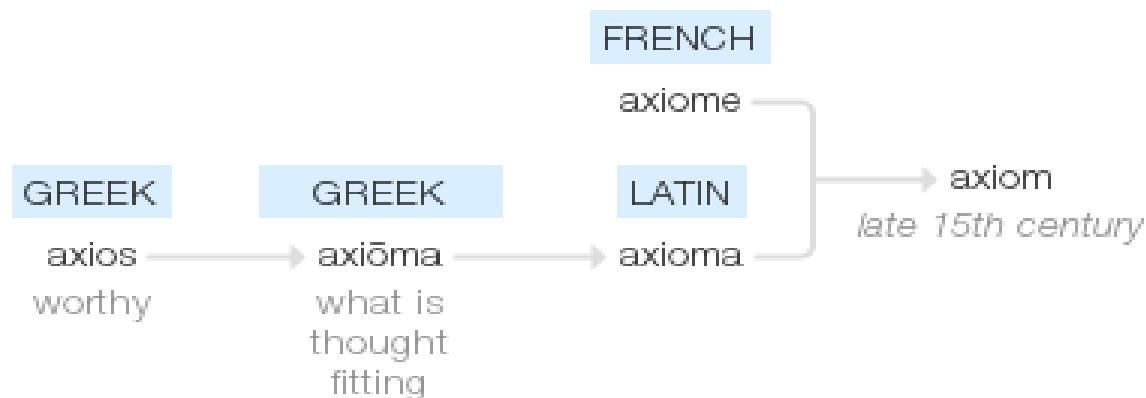 FRENCH
axiome
GREEK
GREEK
LATIN
axiom
late 15th century
axios
axiōma
axioma
worthy
what is
thought
fitting